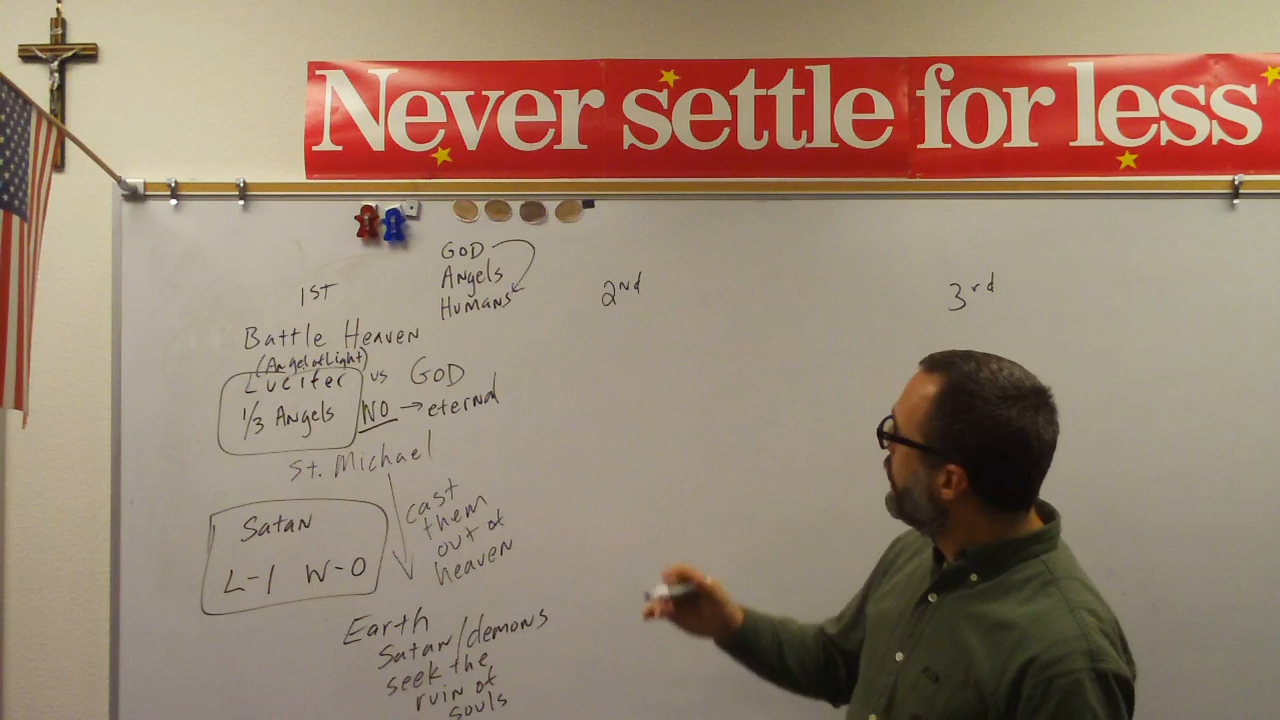 Never settle for less
GOD
Angels
Humans
1ST
2nd
3rd
Battle Heaven
(Angel of Light)
Lucifer vs GOD
1/3 Angels NO → eternal
St. Michael
cast
them
out of
heaven
Satan
L-1 W-0
Earth
Satan/demons
seek the
ruin of
souls